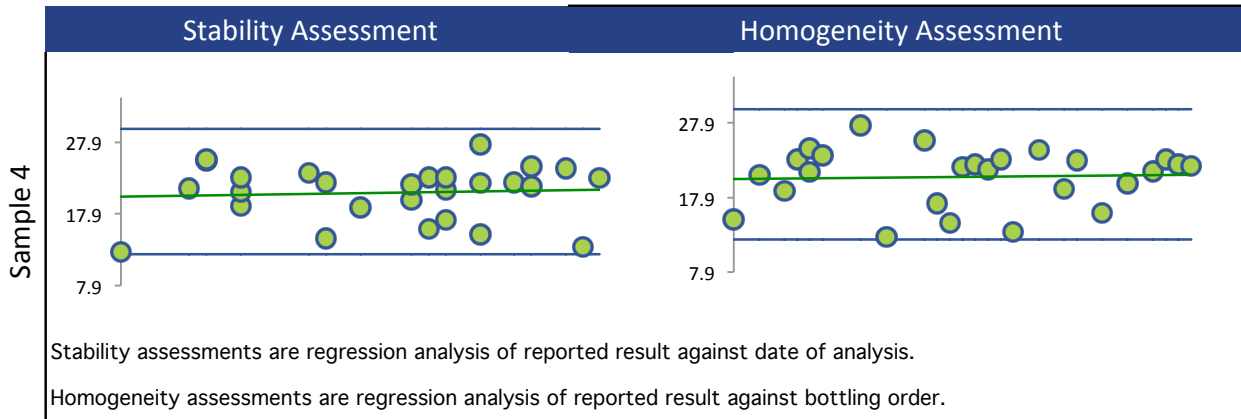 Stability Assessment
Homogeneity Assessment
Sample 4
27.9
17.9
7.9
27.9
17.9
7.9
Stability assessments are regression analysis of reported result against date of analysis.
Homogeneity assessments are regression analysis of reported result against bottling order.